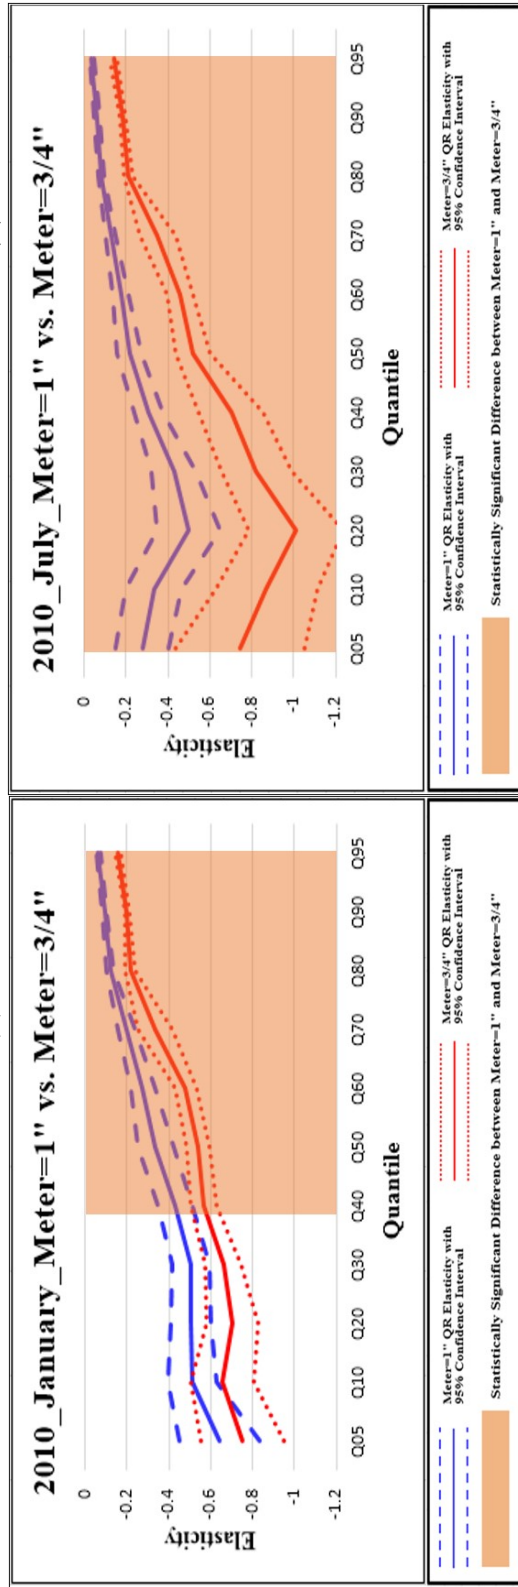 2010_January_Meter=1" vs. Meter=3/4"
Elasticity
0
-0.2
-0.4
-0.6
-0.8
-1
-1.2
Q05
Q10
Q20
Q30
Q40
Q50
Q60
Q70
Q80
Q90
Q95
Quantile
Meter=1" QR Elasticity with
95% Confidence Interval
Meter=3/4" QR Elasticity with
95% Confidence Interval
Statistically Significant Difference between Meter=1" and Meter=3/4"
2010_July_Meter=1" vs. Meter=3/4"
Elasticity
0
-0.2
-0.4
-0.6
-0.8
-1
-1.2
Q05
Q10
Q20
Q30
Q40
Q50
Q60
Q70
Q80
Q90
Q95
Quantile
Meter=1" QR Elasticity with
95% Confidence Interval
Meter=3/4" QR Elasticity with
95% Confidence Interval
Statistically Significant Difference between Meter=1" and Meter=3/4"